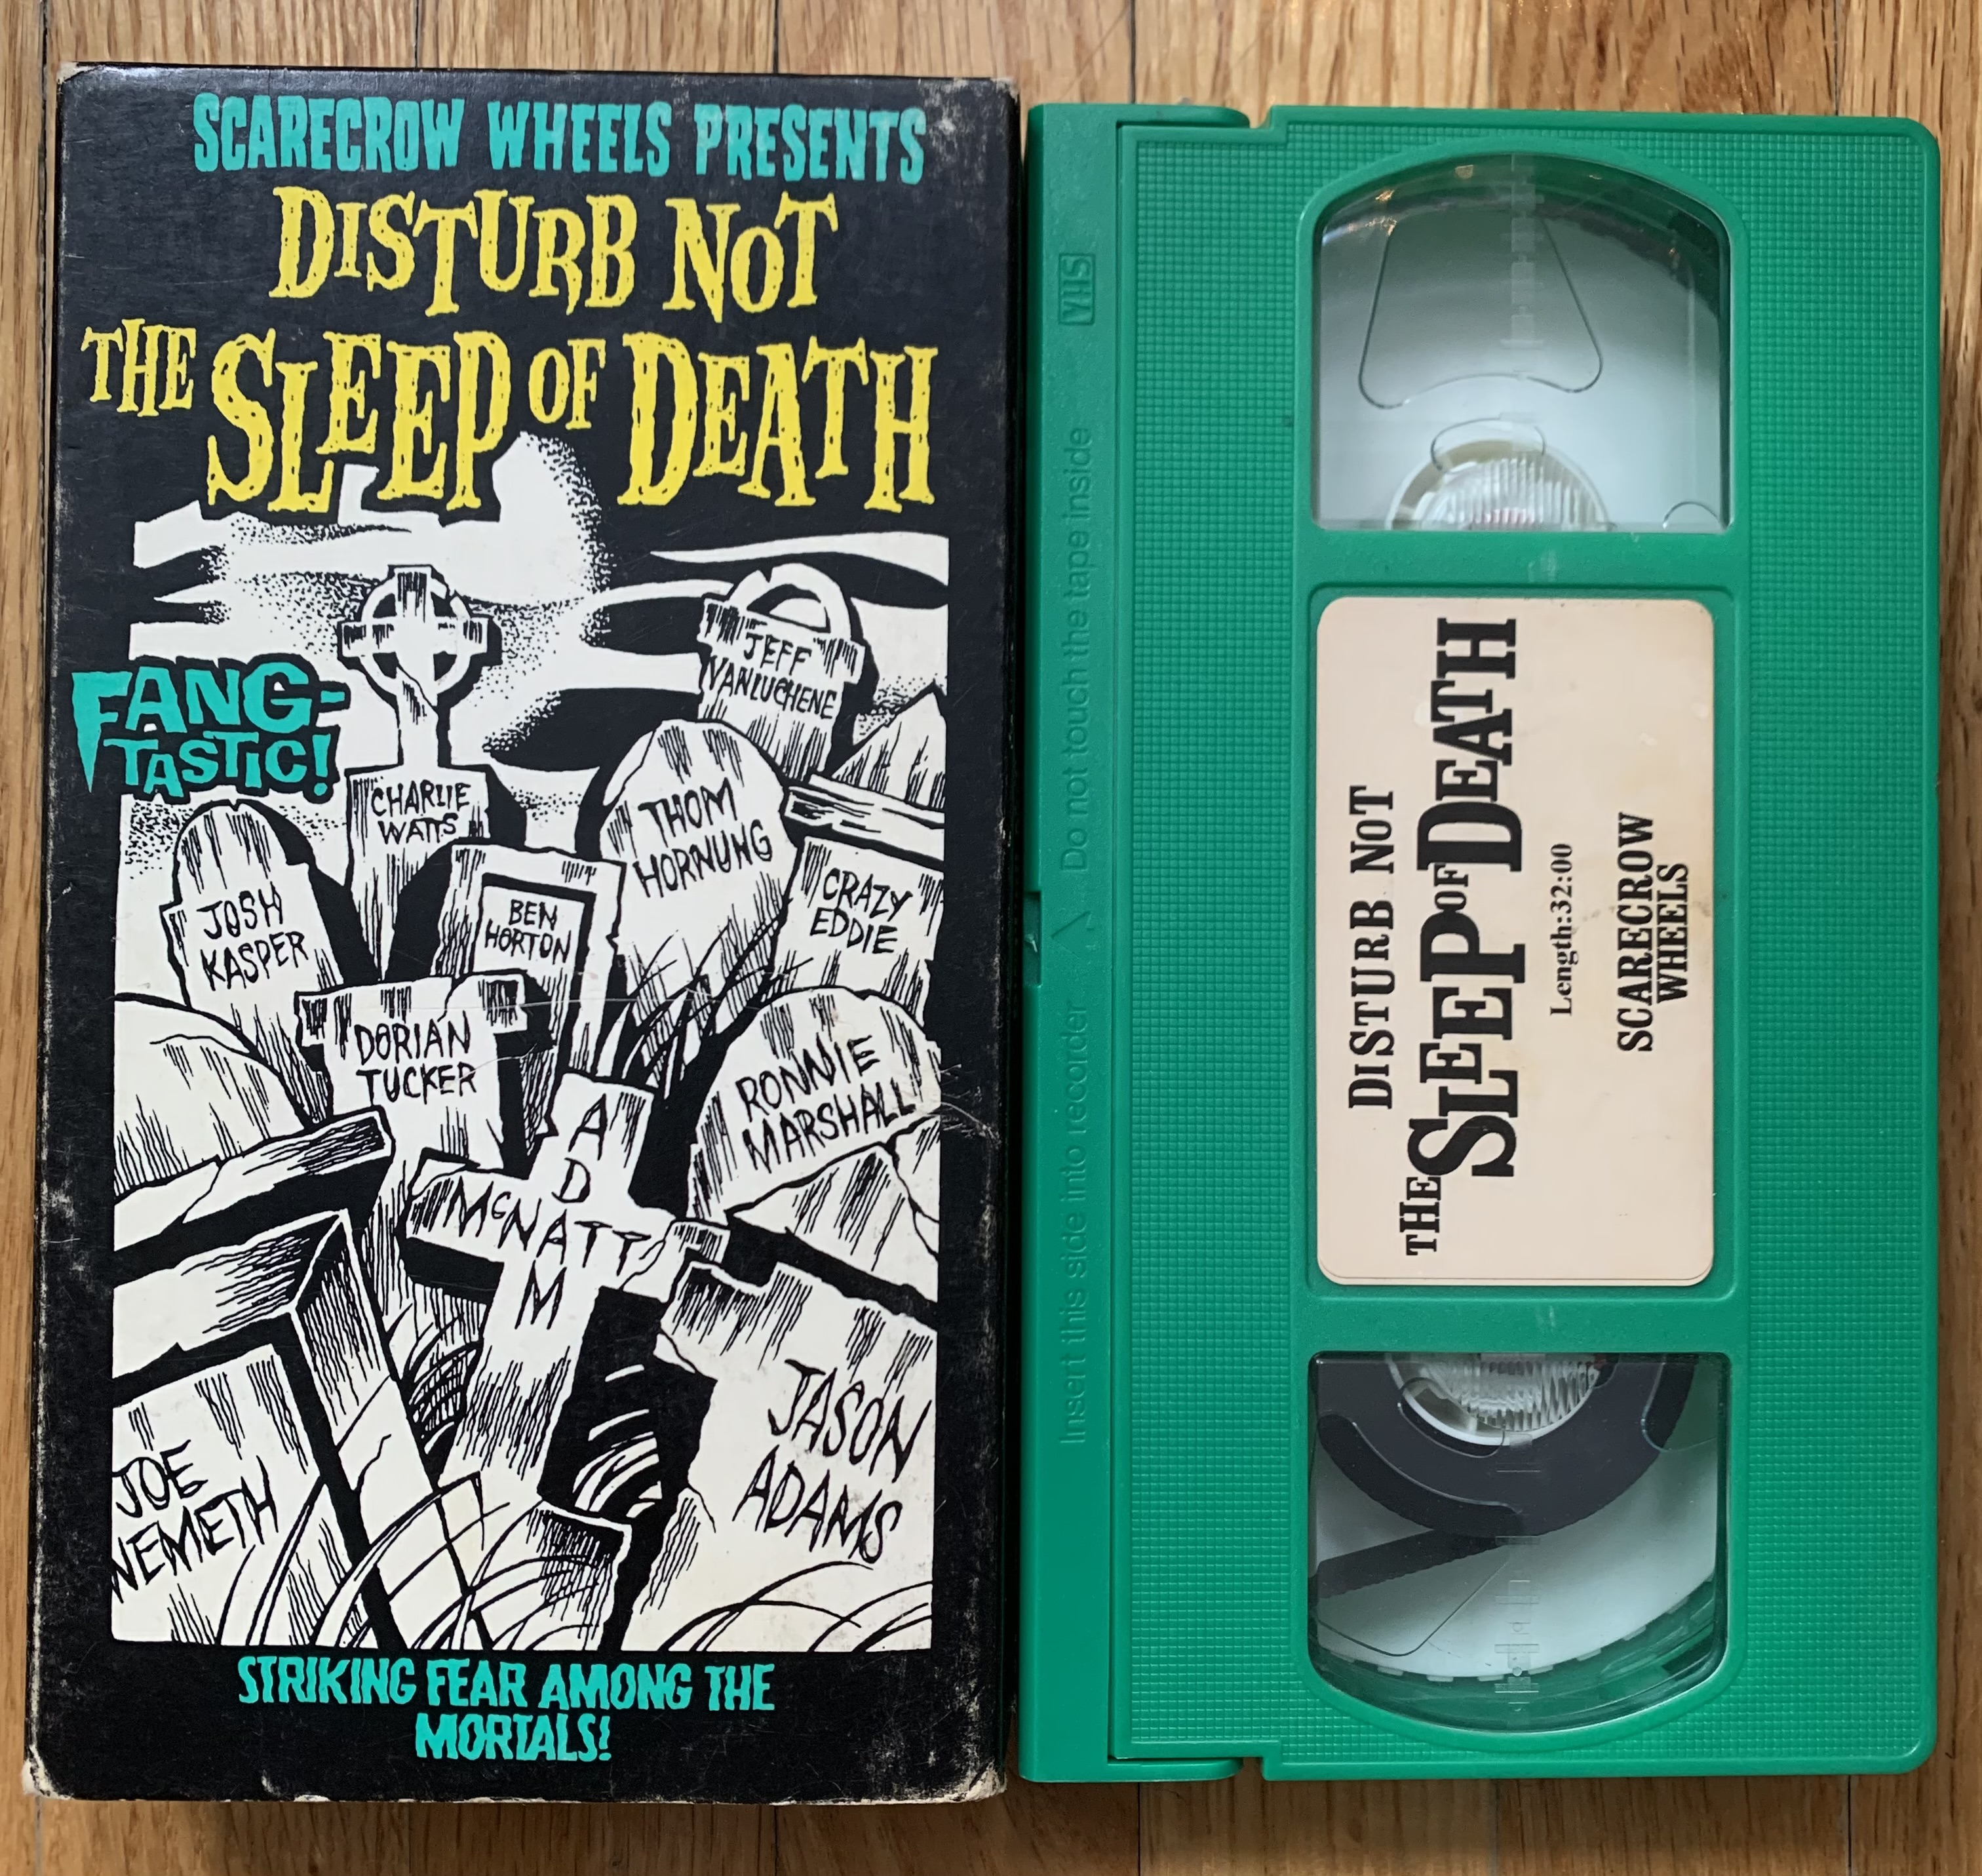 SCARECROW WHEELS PRESENTS
DISTURB NOT
THE SLEEP OF DEATH
FANG-
TASTIC!
JEFF
VANLUCHENE
CHARLIE
WATTS
THOM
HORNUNG
CRAZY
EDDIE
JOSH
KASPER
BEN
HORTON
DORIAN
TUCKER
RONNIE
MARSHALL
ADAM
McNATT
JASON
ADAMS
JOE
NEMETH
STRIKING FEAR AMONG THE
MORTALS!
VHS
Insert this side into recorder △ Do not touch the tape inside
DISTURB NOT
THE SLEEP OF DEATH
Length:32:00
SCARECROW
WHEELS